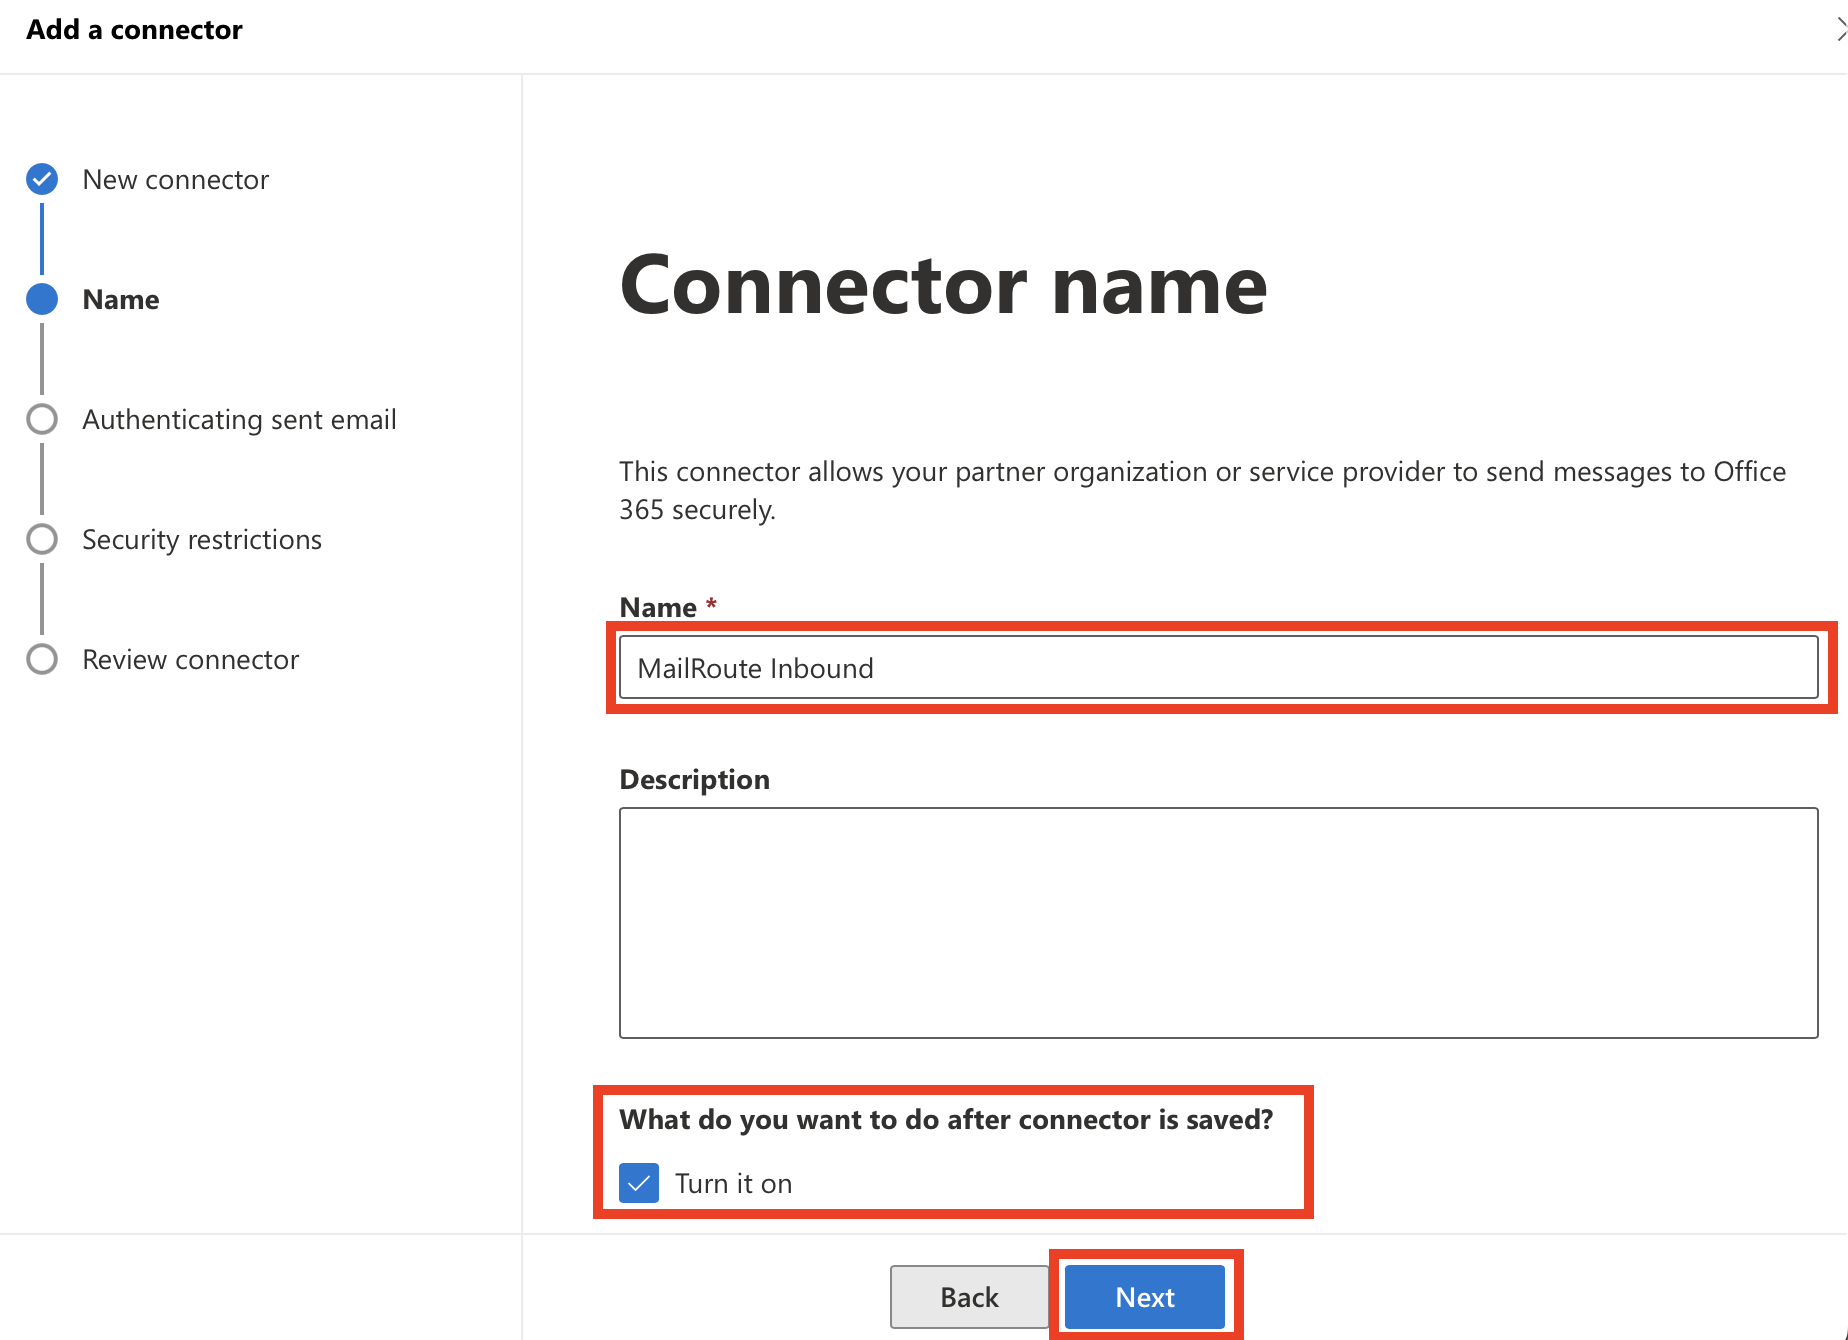 Add a connector
New connector
Name
Authenticating sent email
Security restrictions
Review connector
Connector name
This connector allows your partner organization or service provider to send messages to Office
365 securely.
Name *
MailRoute Inbound
Description
What do you want to do after connector is saved?
Turn it on
Back
Next